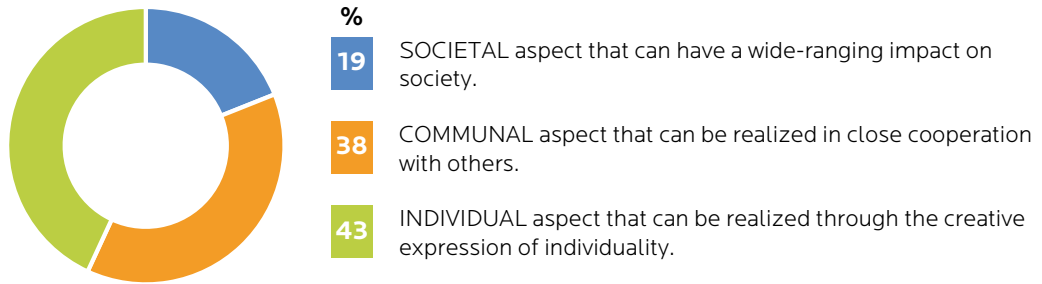 %
19
SOCIETAL aspect that can have a wide-ranging impact on
society.
38
COMMUNAL aspect that can be realized in close cooperation
with others.
43
INDIVIDUAL aspect that can be realized through the creative
expression of individuality.